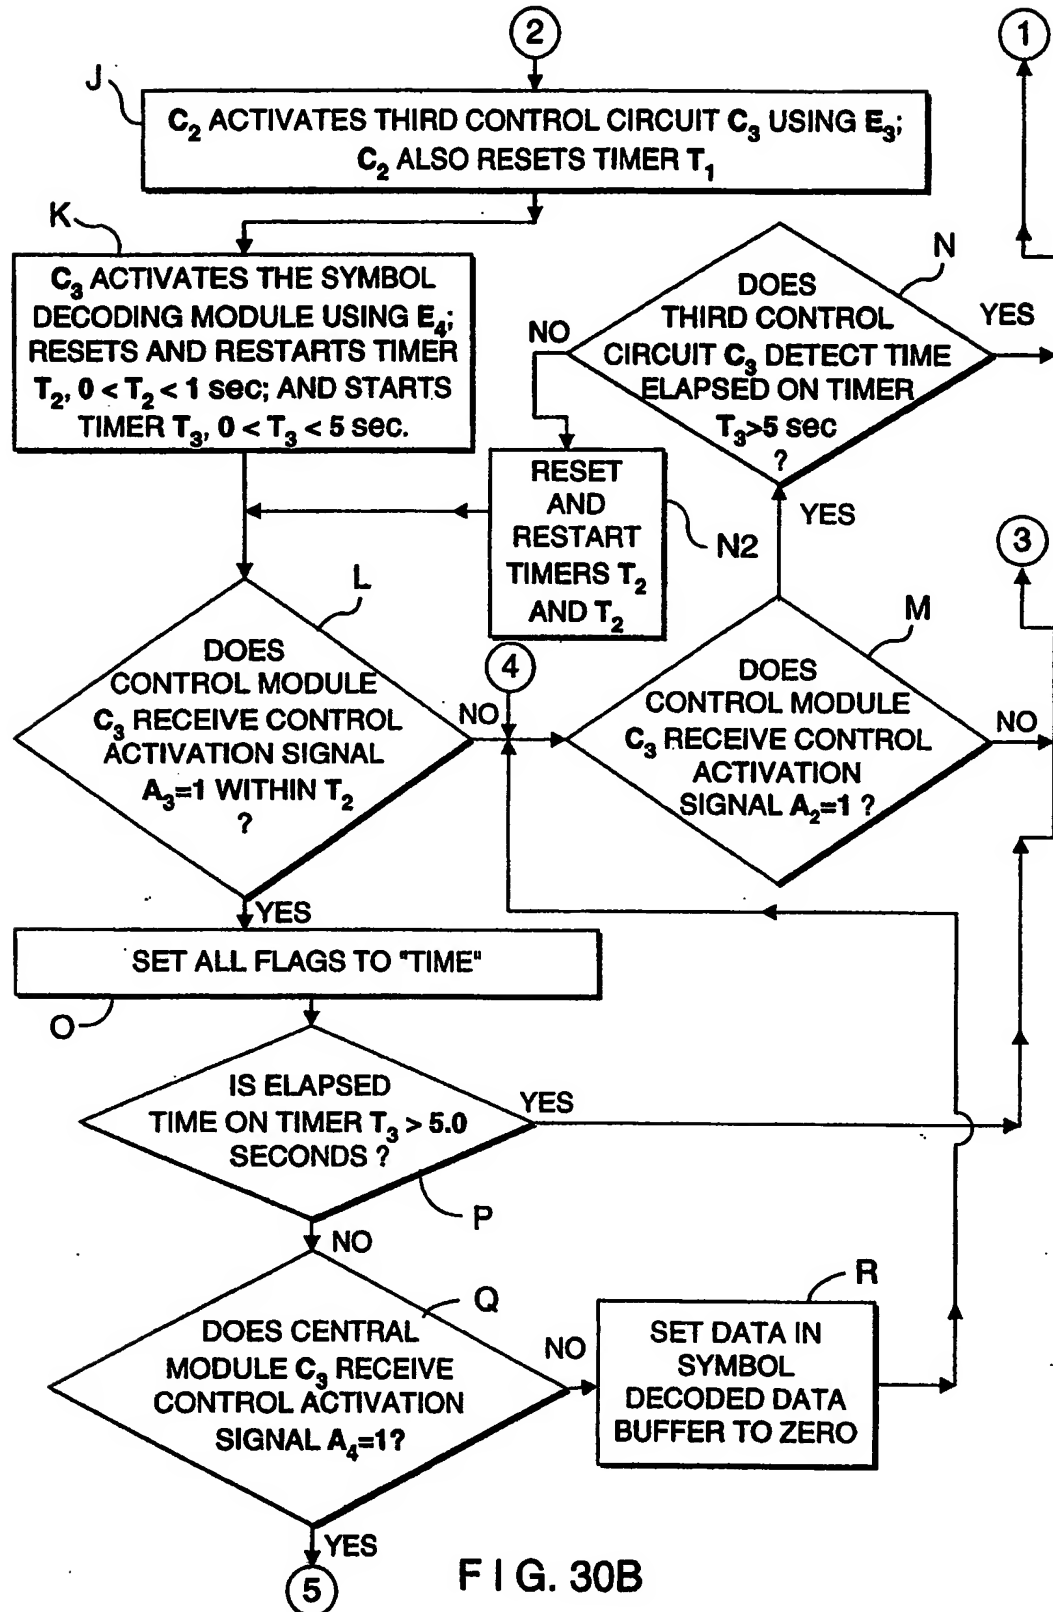 2
1
J
C2 ACTIVATES THIRD CONTROL CIRCUIT C3 USING E3;
C2 ALSO RESETS TIMER T1
K
C3 ACTIVATES THE SYMBOL
DECODING MODULE USING E4;
RESETS AND RESTARTS TIMER
T2, 0 < T2 < 1 sec; AND STARTS
TIMER T3, 0 < T3 < 5 sec.
N
DOES
THIRD CONTROL
CIRCUIT C3 DETECT TIME
ELAPSED ON TIMER
T3>5 sec
?
NO
YES
RESET
AND
RESTART
TIMERS T2
AND T2
N2
YES
3
L
DOES
CONTROL MODULE
C3 RECEIVE CONTROL
ACTIVATION SIGNAL
A3=1 WITHIN T2
?
NO
4
M
DOES
CONTROL MODULE
C3 RECEIVE CONTROL
ACTIVATION
SIGNAL A2=1 ?
NO
YES
SET ALL FLAGS TO "TIME"
O
IS ELAPSED
TIME ON TIMER T3 > 5.0
SECONDS ?
YES
P
NO
Q
DOES CENTRAL
MODULE C3 RECEIVE
CONTROL ACTIVATION
SIGNAL A4=1?
NO
R
SET DATA IN
SYMBOL
DECODED DATA
BUFFER TO ZERO
YES
5
FIG. 30B